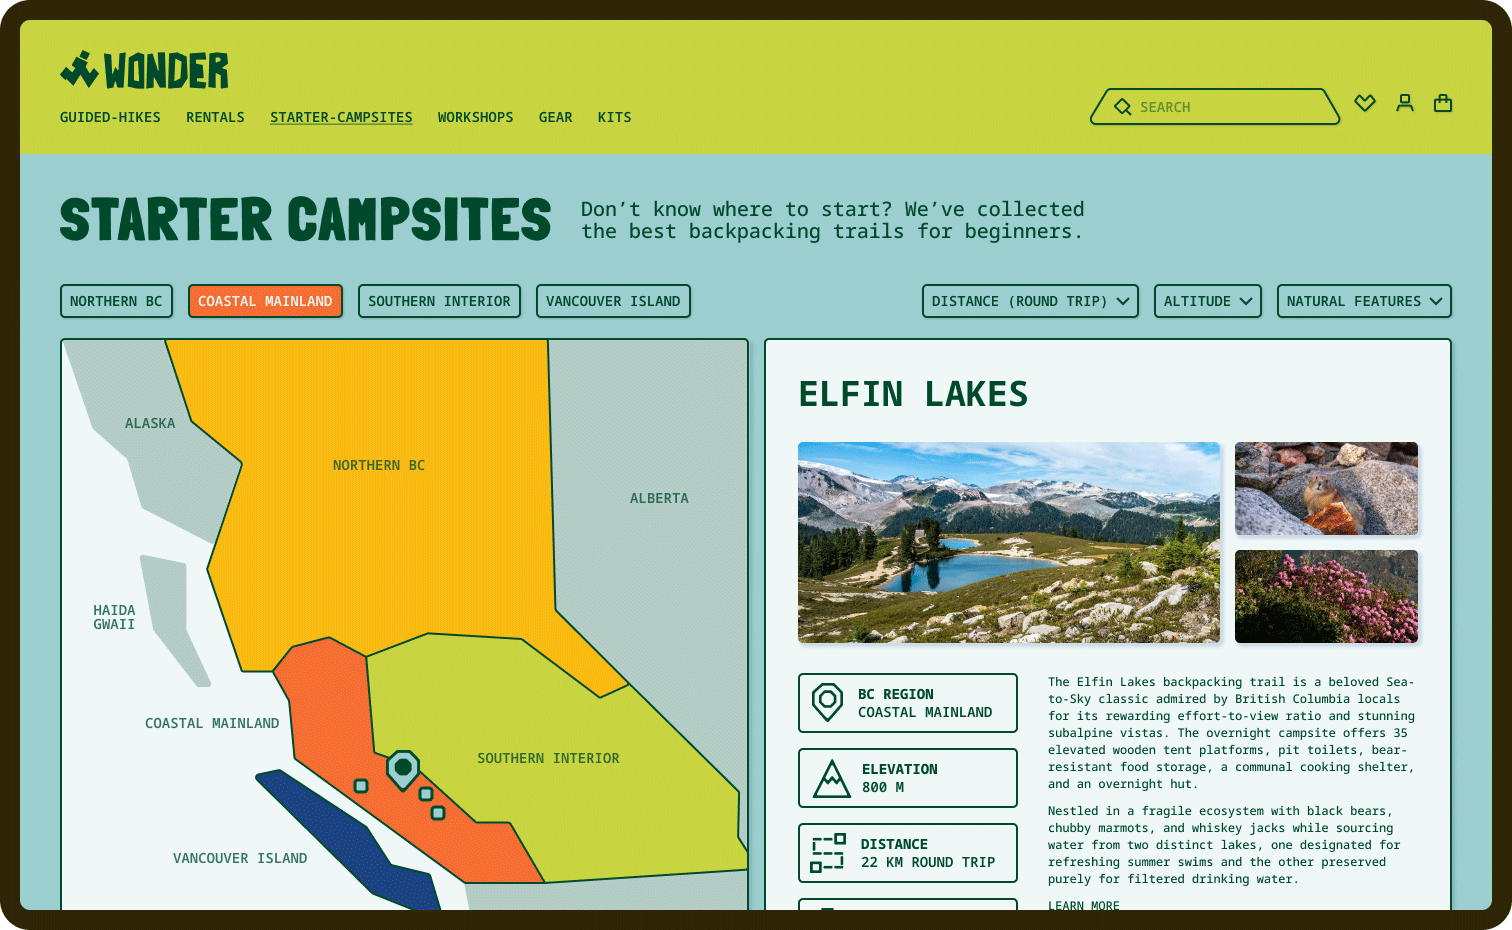 WONDER
GUIDED-HIKES RENTALS STARTER-CAMPSITES WORKSHOPS GEAR KITS
SEARCH
STARTER CAMPSITES
Don't know where to start? We've collected
the best backpacking trails for beginners.
NORTHERN BC
COASTAL MAINLAND
SOUTHERN INTERIOR
VANCOUVER ISLAND
DISTANCE (ROUND TRIP)
ALTITUDE
NATURAL FEATURES
ALASKA
NORTHERN BC
ALBERTA
HAIDA
GWAII
COASTAL MAINLAND
SOUTHERN INTERIOR
VANCOUVER ISLAND
ELFIN LAKES
BC REGION
COASTAL MAINLAND
ELEVATION
800 M
DISTANCE
22 KM ROUND TRIP
The Elfin Lakes backpacking trail is a beloved Sea-
to-Sky classic admired by British Columbia locals
for its rewarding effort-to-view ratio and stunning
subalpine vistas. The overnight campsite offers 35
elevated wooden tent platforms, pit toilets, bear-
resistant food storage, a communal cooking shelter,
and an overnight hut.
Nestled in a fragile ecosystem with black bears,
chubby marmots, and whiskey jacks while sourcing
water from two distinct lakes, one designated for
refreshing summer swims and the other preserved
purely for filtered drinking water.
LEARN MORE